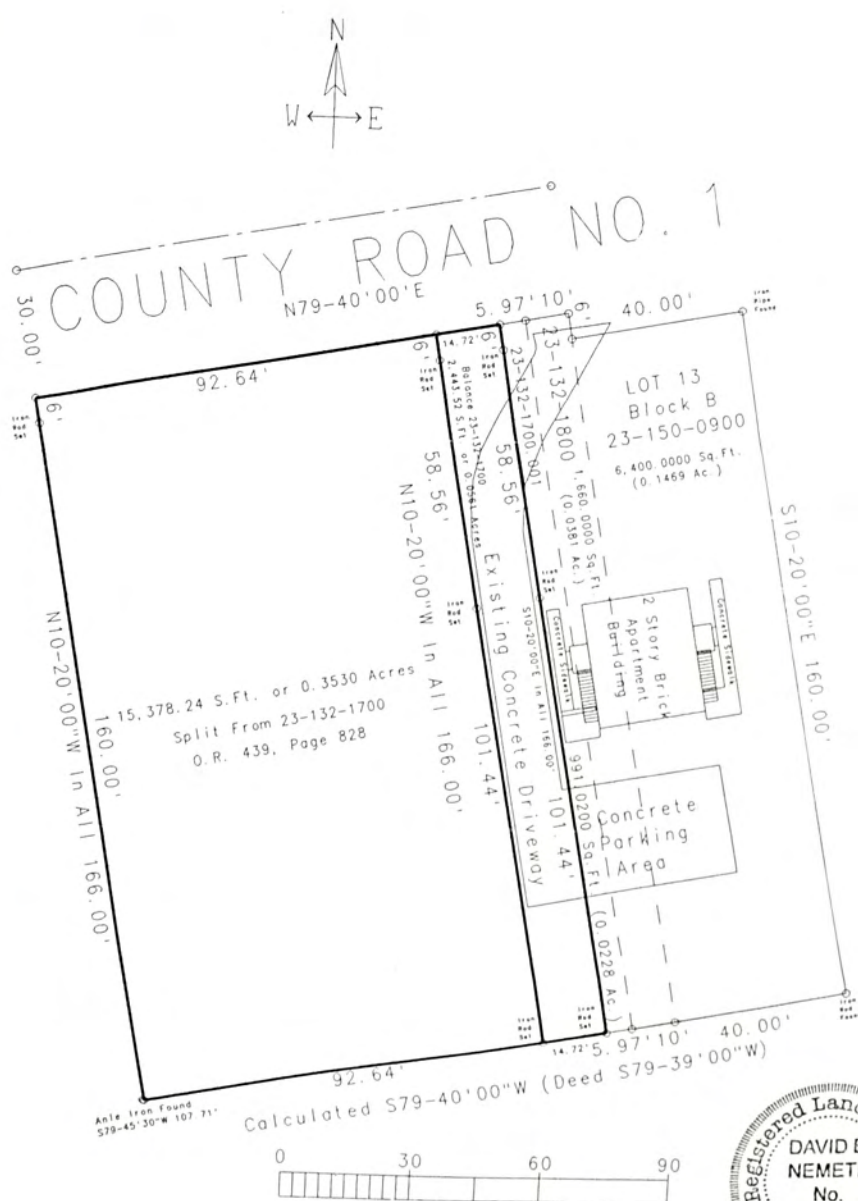 N
W E
COUNTY ROAD NO. 1
30.00'
N79-40'00'E
5.97'
10'
6'
40.00'
Iron
Pipe
Found
92.64'
14.72'
6'
6'
6'
Iron
Rod
Set
Iron
Rod
Set
Iron
Rod
Set
Balance 23-132-1700
2,443.52 S.Ft. or 0.0561 Acres
23-132-1700.001
23-132-1800
1,660.0000 Sq.Ft.
(0.0381 Ac.)
LOT 13
Block B
23-150-0900
6,400.0000 Sq.Ft.
(0.1469 Ac.)
58.56'
58.56'
N10-20'00"W In All 166.00'
Existing Concrete Driveway
S10-20'00"E In All 166.00'
Iron
Rod
Set
Iron
Rod
Set
Concrete Sidewalk
2 Story Brick
Apartment
Building
Concrete Sidewalk
S10-20'00"E 160.00'
N10-20'00"W In All 166.00'
160.00'
15,378.24 S.Ft. or 0.3530 Acres
Split From 23-132-1700
O.R. 439, Page 828
101.44'
101.44'
991.0200 Sq.Ft. (0.0228 Ac.)
Concrete
Parking
Area
Iron
Rod
Set
Iron
Rod
Set
Iron
Rod
Found
92.64'
14.72'
5.97'
10'
40.00'
Anle Iron Found
S79-45'30"W 107.71'
Calculated S79-40'00"W (Deed S79-39'00"W)
0 30 60 90
Registered Land
DAVID
NEMET
No.